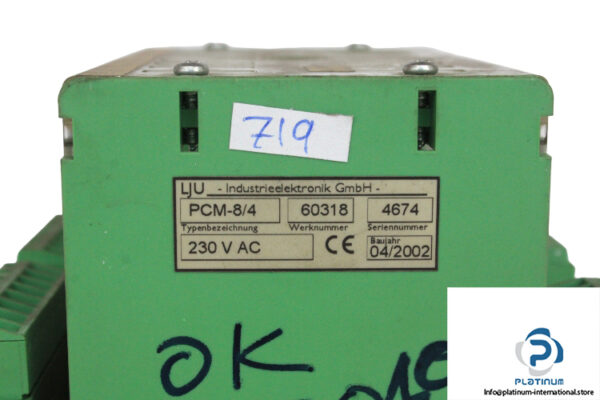 719
LJU - Industrieelektronik GmbH -
PCM-8/4 60318 4674
Typenbezeichnung Werknummer Seriennummer
230 V AC CE Baujahr 04/2002
OK
PLATINUM
Info@platinum-international.store